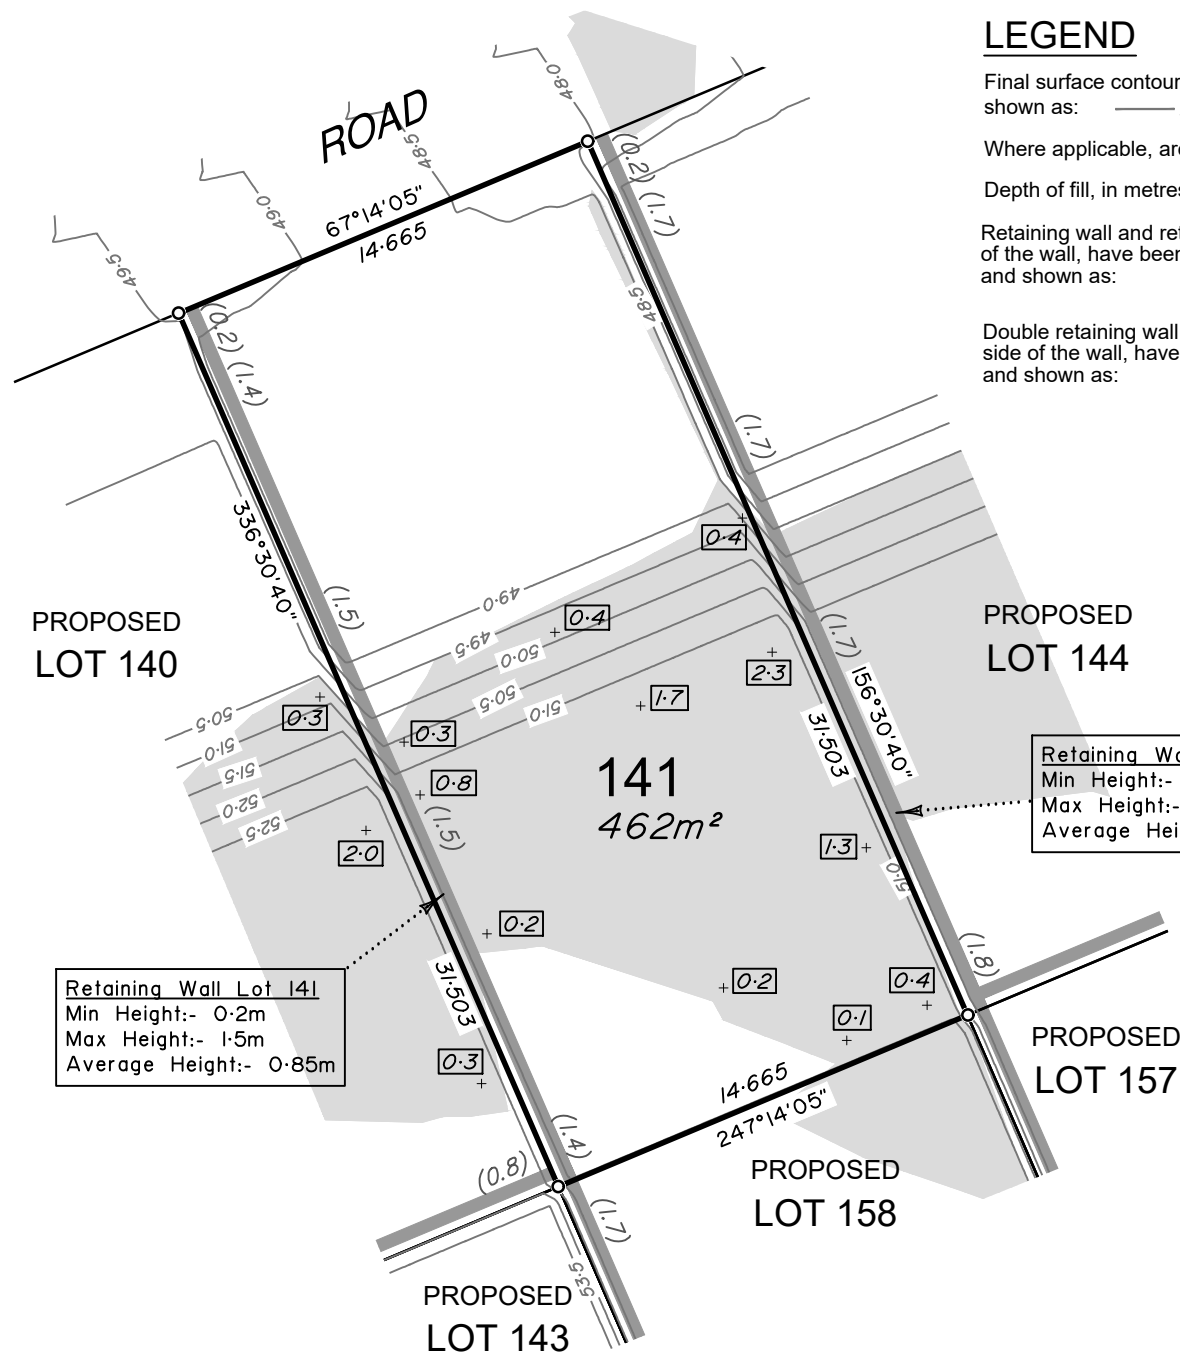 LEGEND
Final surface contour
shown as:
Where applicable, are
Depth of fill, in metres
Retaining wall and ret
of the wall, have been
and shown as:
Double retaining wall
side of the wall, have
and shown as:
ROAD
48·0
48·5
49·0
49·5
67°14'05"
14·665
(0.2)
(1.7)
(0.2)
(1.4)
48·5
(1.7)
336°30'40"
(1.5)
49·0
49·5
50·0
50·5
51·0
0·4
0·4
2·3
1·7
(1.7)
156°30'40"
31·503
PROPOSED
LOT 140
PROPOSED
LOT 144
50·5
51·0
51·5
52·0
52·5
0·3
0·3
0·8
2·0
(1.5)
141
462m²
1·3
51·0
Retaining Wa
Min Height:-
Max Height:-
Average Hei
0·2
31·503
0·2
0·4
0·1
0·3
(1.8)
Retaining Wall Lot 141
Min Height:- 0·2m
Max Height:- 1·5m
Average Height:- 0·85m
14·665
247°14'05"
PROPOSED
LOT 157
PROPOSED
LOT 158
(1.4)
(0.8)
(1.7)
53·5
PROPOSED
LOT 143